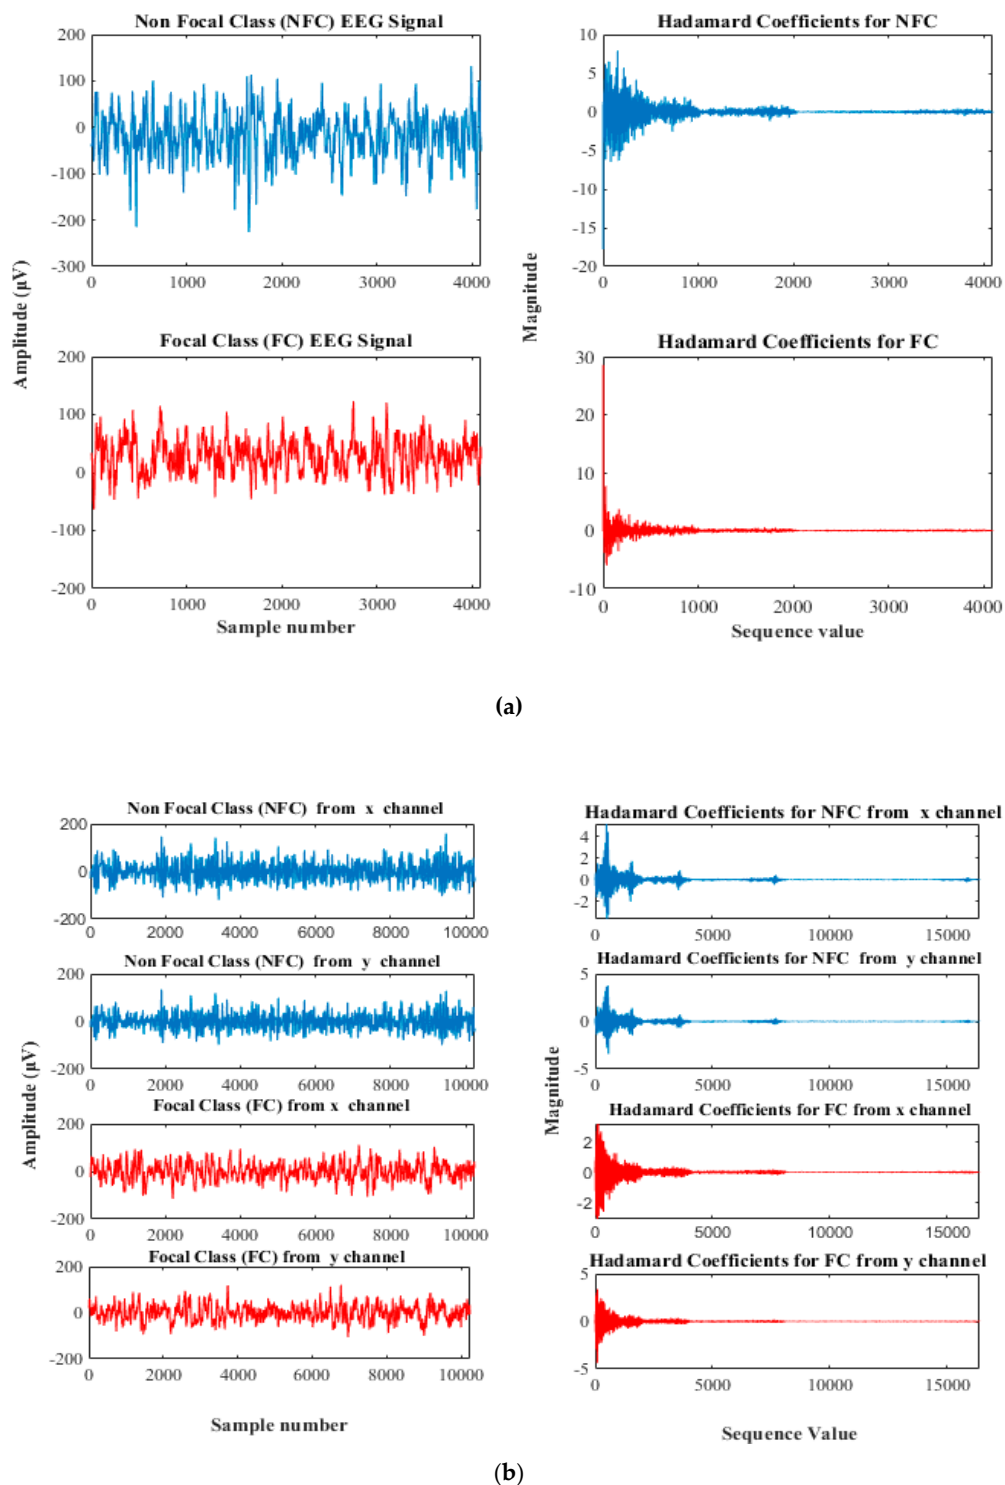 Non Focal Class (NFC) EEG Signal
200
100
0
-100
-200
-300
0 1000 2000 3000 4000
Hadamard Coefficients for NFC
10
5
0
-5
-10
-15
-20
0 1000 2000 3000 4000
Amplitude (µV)
Magnitude
Focal Class (FC) EEG Signal
200
100
0
-100
-200
0 1000 2000 3000 4000
Sample number
Hadamard Coefficients for FC
30
20
10
0
-10
0 1000 2000 3000 4000
Sequence value
(a)
Non Focal Class (NFC) from x channel
200
0
-200
0 2000 4000 6000 8000 10000
Hadamard Coefficients for NFC from x channel
4
2
0
-2
0 5000 10000 15000
Non Focal Class (NFC) from y channel
200
0
-200
0 2000 4000 6000 8000 10000
Hadamard Coefficients for NFC from y channel
5
0
-5
0 5000 10000 15000
Amplitude (µV)
Magnitude
Focal Class (FC) from x channel
200
0
-200
0 2000 4000 6000 8000 10000
Hadamard Coefficients for FC from x channel
2
0
-2
0 5000 10000 15000
Focal Class (FC) from y channel
200
0
-200
0 2000 4000 6000 8000 10000
Sample number
Hadamard Coefficients for FC from y channel
5
0
-5
0 5000 10000 15000
Sequence Value
(b)